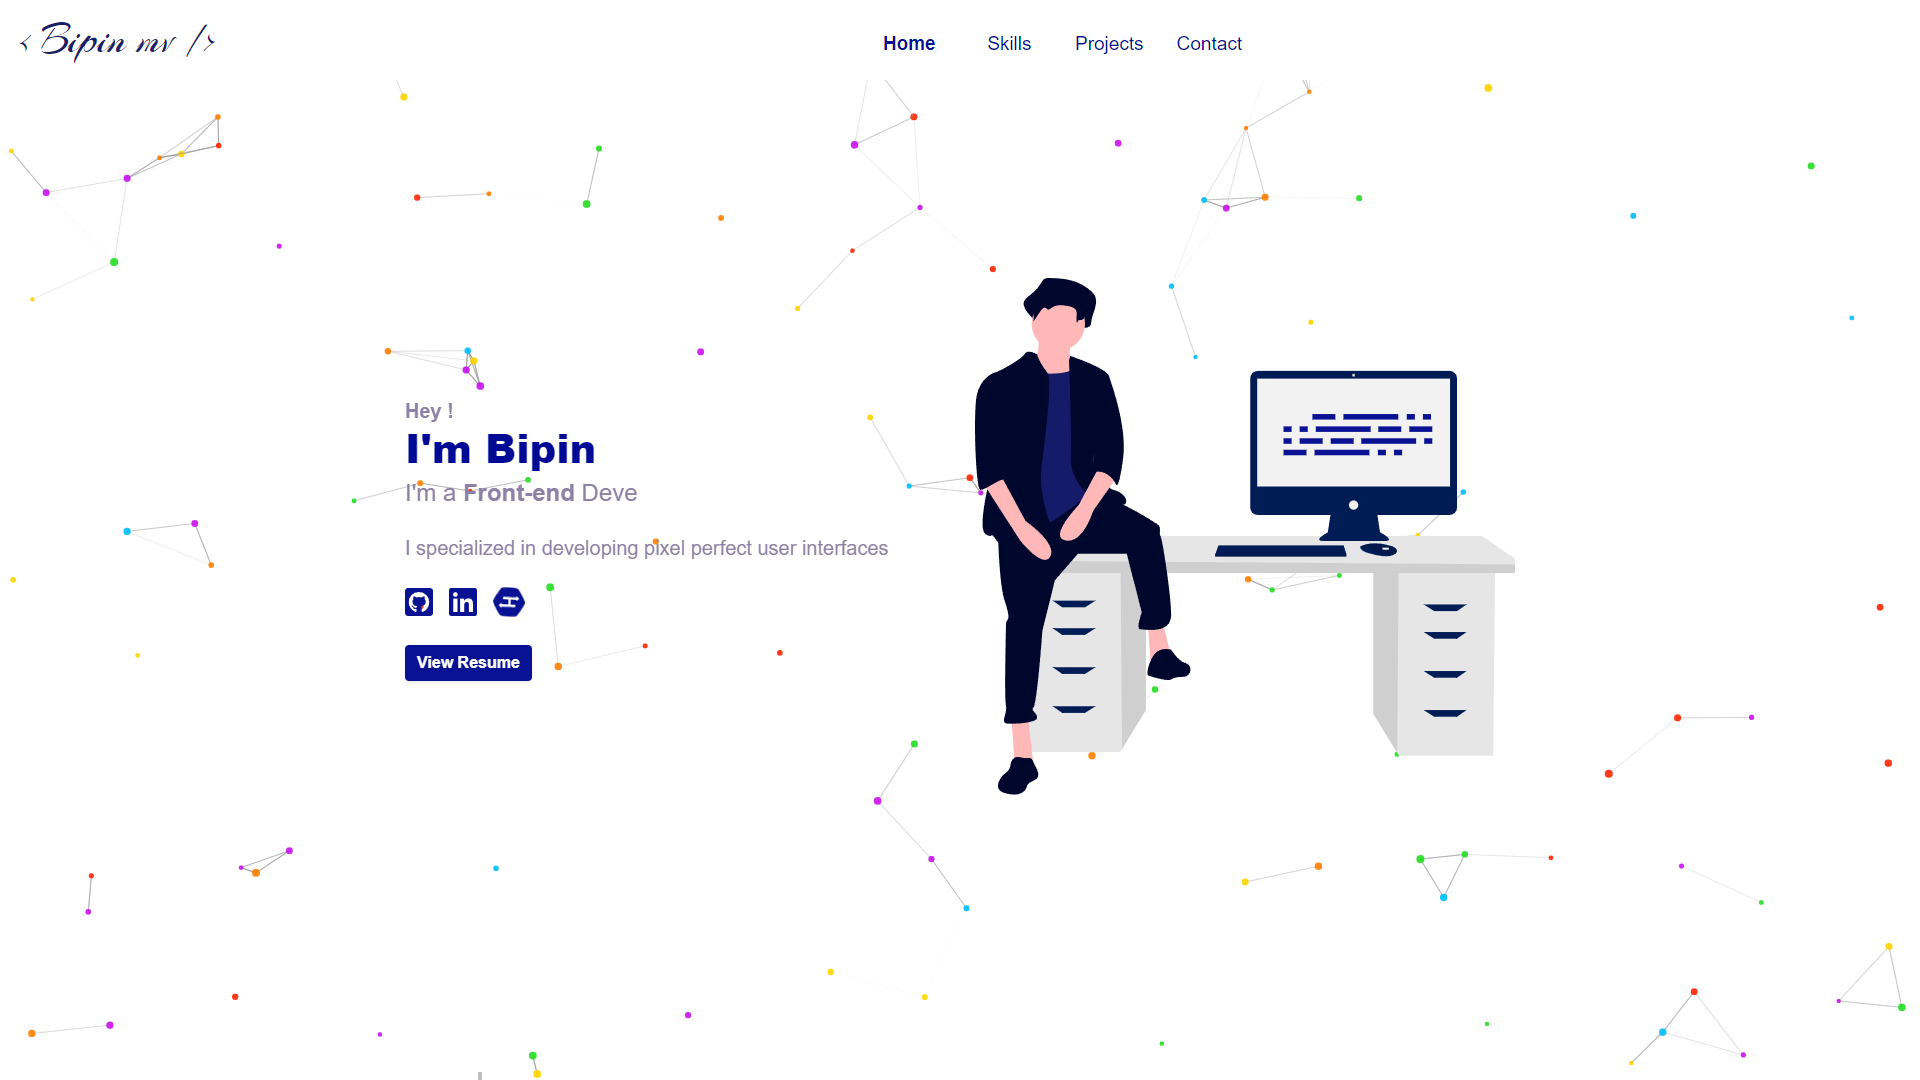 < Bipin mv />
Home Skills Projects Contact
Hey !
I'm Bipin
I'm a Front-end Deve
I specialized in developing pixel perfect user interfaces
View Resume